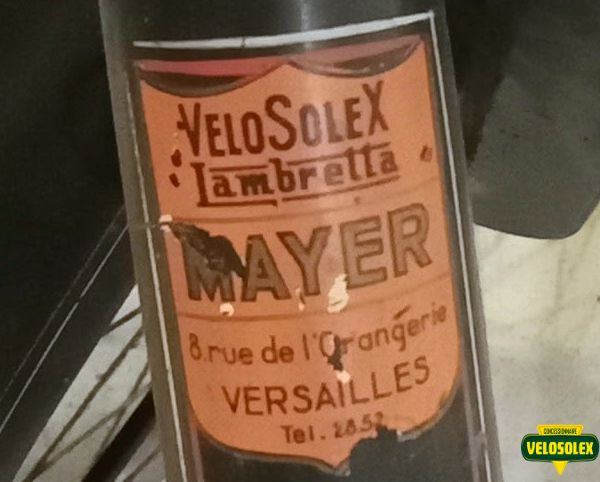 VELOSOLEX
Lambretta
MAYER
8, rue de l'Orangerie
VERSAILLES
Tel. 28.52
CONCESSIONNAIRE
VELOSOLEX